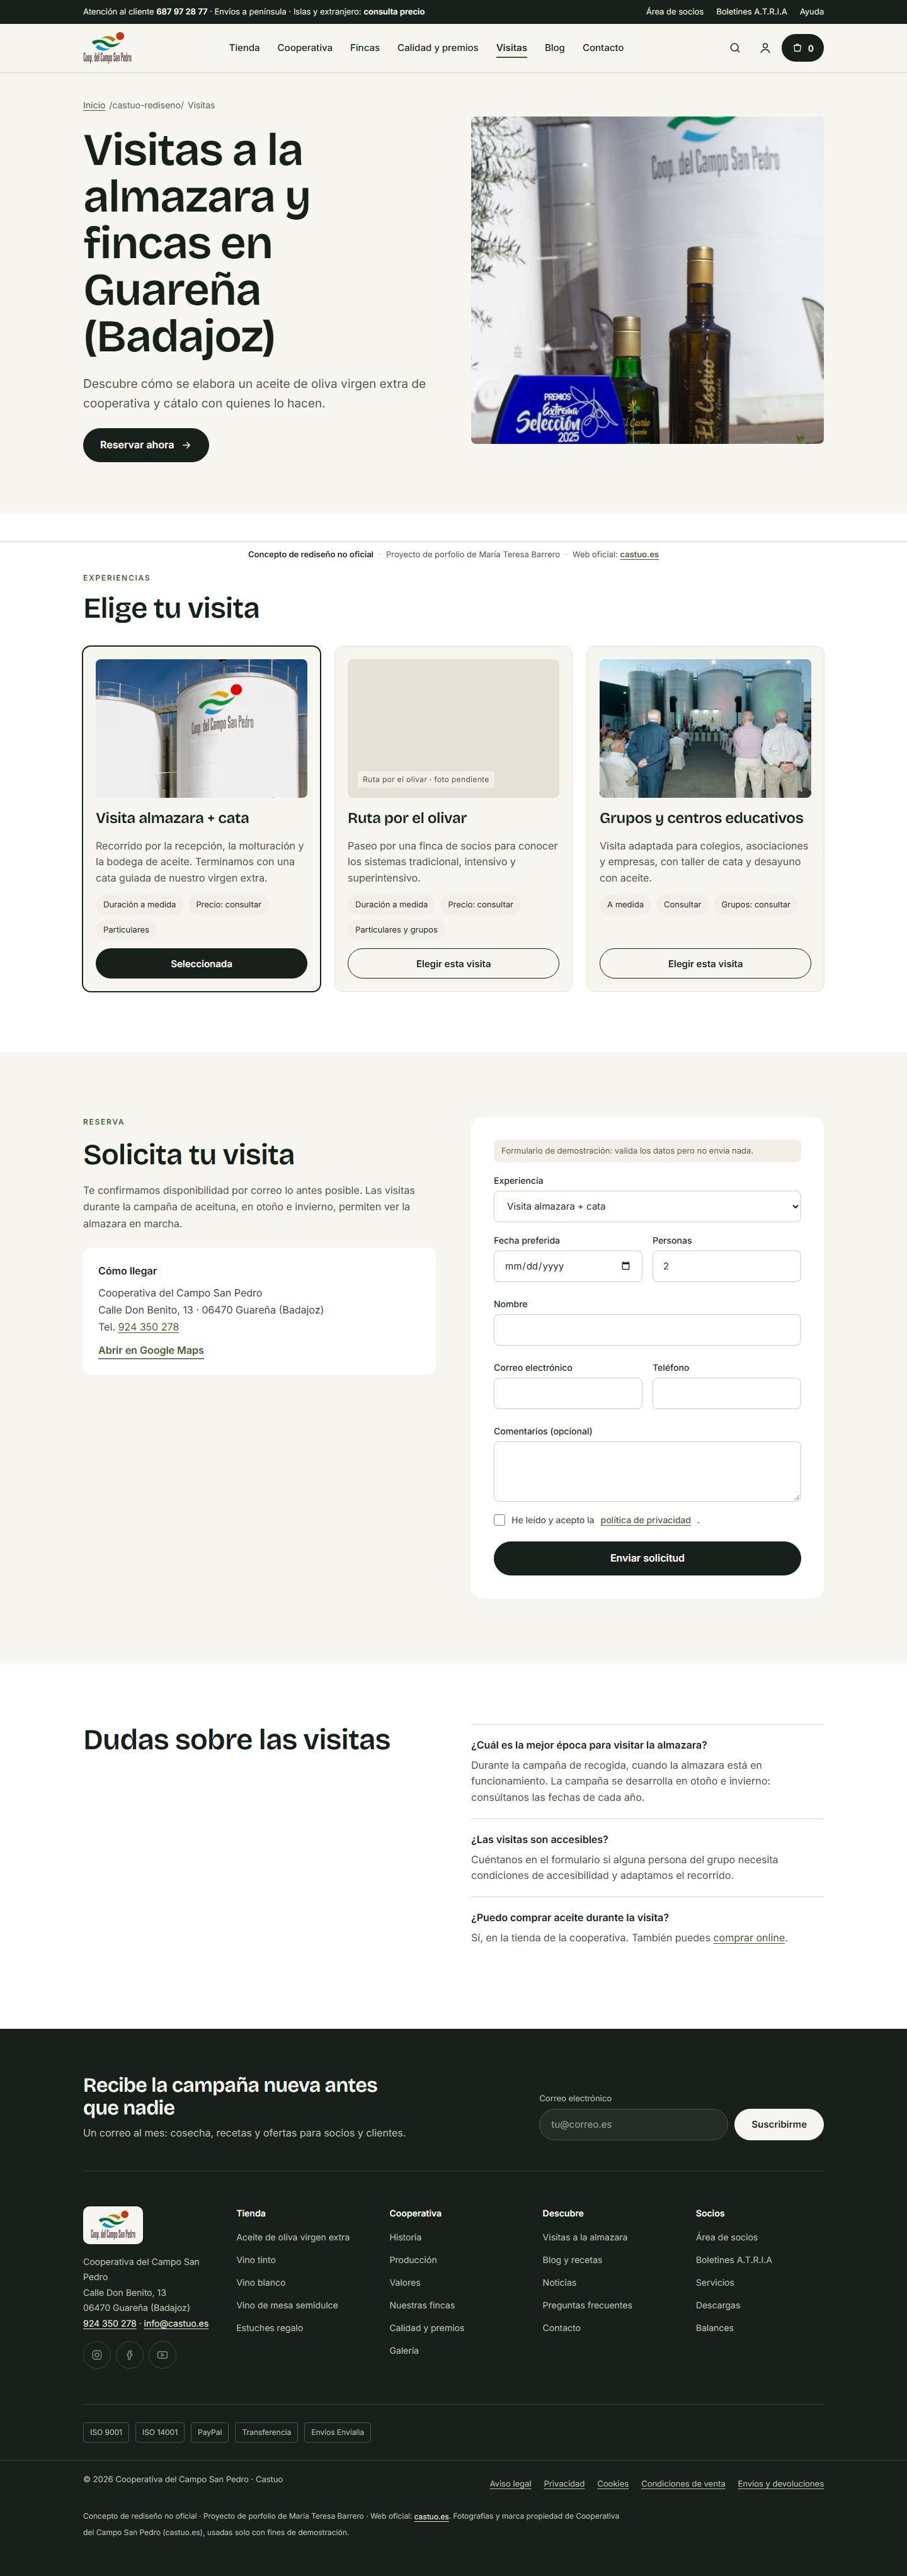 Atención al cliente 687 97 28 77 · Envíos a península · Islas y extranjero: consulta precio
Área de socios Boletines A.T.R.I.A Ayuda
Coop. del Campo San Pedro
Tienda Cooperativa Fincas Calidad y premios Visitas Blog Contacto
0
Inicio /castuo-rediseno/ Visitas
Visitas a la
almazara y
fincas en
Guareña
(Badajoz)
Descubre cómo se elabora un aceite de oliva virgen extra de
cooperativa y cátalo con quienes lo hacen.
Reservar ahora →
Coop. del Campo San Pedro
PREMIOS
Extrema
Selección
2025
El Castúo
El Castúo
Concepto de rediseño no oficial · Proyecto de porfolio de María Teresa Barrero · Web oficial: castuo.es
EXPERIENCIAS
Elige tu visita
Coop. del Campo San Pedro
Visita almazara + cata
Recorrido por la recepción, la molturación y
la bodega de aceite. Terminamos con una
cata guiada de nuestro virgen extra.
Duración a medida Precio: consultar
Particulares
Seleccionada
Ruta por el olivar · foto pendiente
Ruta por el olivar
Paseo por una finca de socios para conocer
los sistemas tradicional, intensivo y
superintensivo.
Duración a medida Precio: consultar
Particulares y grupos
Elegir esta visita
Grupos y centros educativos
Visita adaptada para colegios, asociaciones
y empresas, con taller de cata y desayuno
con aceite.
A medida Consultar Grupos: consultar
Elegir esta visita
RESERVA
Solicita tu visita
Te confirmamos disponibilidad por correo lo antes posible. Las visitas
durante la campaña de aceituna, en otoño e invierno, permiten ver la
almazara en marcha.
Cómo llegar
Cooperativa del Campo San Pedro
Calle Don Benito, 13 · 06470 Guareña (Badajoz)
Tel. 924 350 278
Abrir en Google Maps
Formulario de demostración: valida los datos pero no envía nada.
Experiencia
Visita almazara + cata
Fecha preferida Personas
mm/dd/yyyy 2
Nombre
Correo electrónico Teléfono
Comentarios (opcional)
He leído y acepto la política de privacidad .
Enviar solicitud
Dudas sobre las visitas
¿Cuál es la mejor época para visitar la almazara?
Durante la campaña de recogida, cuando la almazara está en
funcionamiento. La campaña se desarrolla en otoño e invierno:
consúltanos las fechas de cada año.
¿Las visitas son accesibles?
Cuéntanos en el formulario si alguna persona del grupo necesita
condiciones de accesibilidad y adaptamos el recorrido.
¿Puedo comprar aceite durante la visita?
Sí, en la tienda de la cooperativa. También puedes comprar online.
Recibe la campaña nueva antes
que nadie
Un correo al mes: cosecha, recetas y ofertas para socios y clientes.
Correo electrónico
tu@correo.es Suscribirme
Coop. del Campo San Pedro
Cooperativa del Campo San
Pedro
Calle Don Benito, 13
06470 Guareña (Badajoz)
924 350 278 · info@castuo.es
Tienda
Aceite de oliva virgen extra
Vino tinto
Vino blanco
Vino de mesa semidulce
Estuches regalo
Cooperativa
Historia
Producción
Valores
Nuestras fincas
Calidad y premios
Galería
Descubre
Visitas a la almazara
Blog y recetas
Noticias
Preguntas frecuentes
Contacto
Socios
Área de socios
Boletines A.T.R.I.A
Servicios
Descargas
Balances
ISO 9001 ISO 14001 PayPal Transferencia Envíos Envialia
© 2026 Cooperativa del Campo San Pedro · Castuo
Aviso legal Privacidad Cookies Condiciones de venta Envíos y devoluciones
Concepto de rediseño no oficial · Proyecto de porfolio de María Teresa Barrero · Web oficial: castuo.es. Fotografías y marca propiedad de Cooperativa
del Campo San Pedro (castuo.es), usadas solo con fines de demostración.